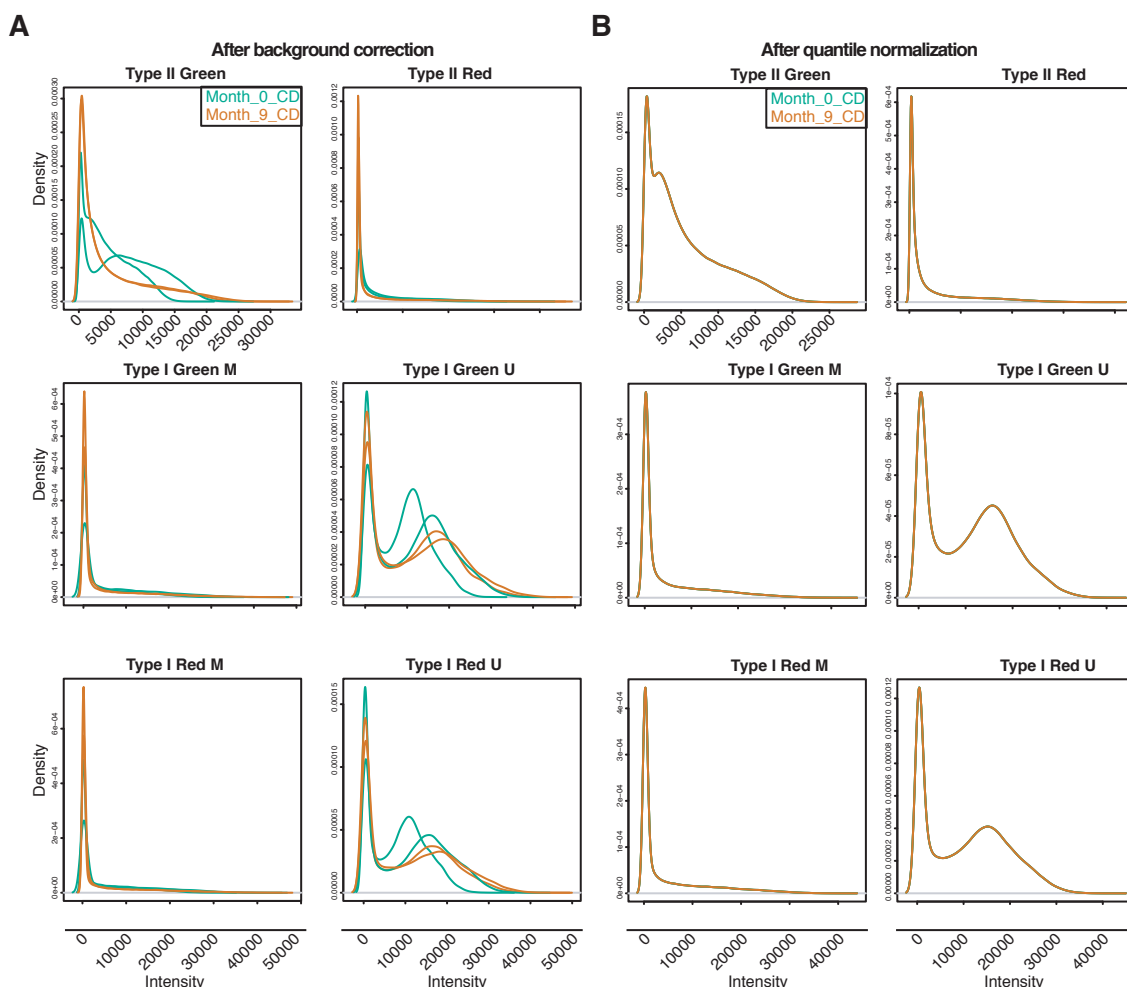 A
B
After background correction
After quantile normalization
Type II Green
Type II Red
Type II Green
Type II Red
Month_0_CD
Month_9_CD
Month_0_CD
Month_9_CD
Density
0.00000 0.00005 0.00010 0.00015 0.00020 0.00025 0.00030
0.0000 0.0002 0.0004 0.0006 0.0008 0.0010 0.0012
0.00000 0.00005 0.00010 0.00015
0e+00 1e-04 2e-04 3e-04 4e-04 5e-04 6e-04
0 5000 10000 15000 20000 25000 30000
0 5000 10000 15000 20000 25000
Type I Green M
Type I Green U
Type I Green M
Type I Green U
Density
0e+00 1e-04 2e-04 3e-04 4e-04 5e-04 6e-04
0.00000 0.00002 0.00004 0.00006 0.00008 0.00010 0.00012
0e+00 1e-04 2e-04 3e-04
0e+00 2e-05 4e-05 6e-05 8e-05 1e-04
Type I Red M
Type I Red U
Type I Red M
Type I Red U
Density
0e+00 2e-04 4e-04 6e-04
0.00000 0.00005 0.00010 0.00015
0e+00 1e-04 2e-04 3e-04 4e-04
0.00000 0.00002 0.00004 0.00006 0.00008 0.00010 0.00012
0 10000 20000 30000 40000 50000
0 10000 20000 30000 40000 50000
0 10000 20000 30000 40000
0 10000 20000 30000 40000
Intensity
Intensity
Intensity
Intensity